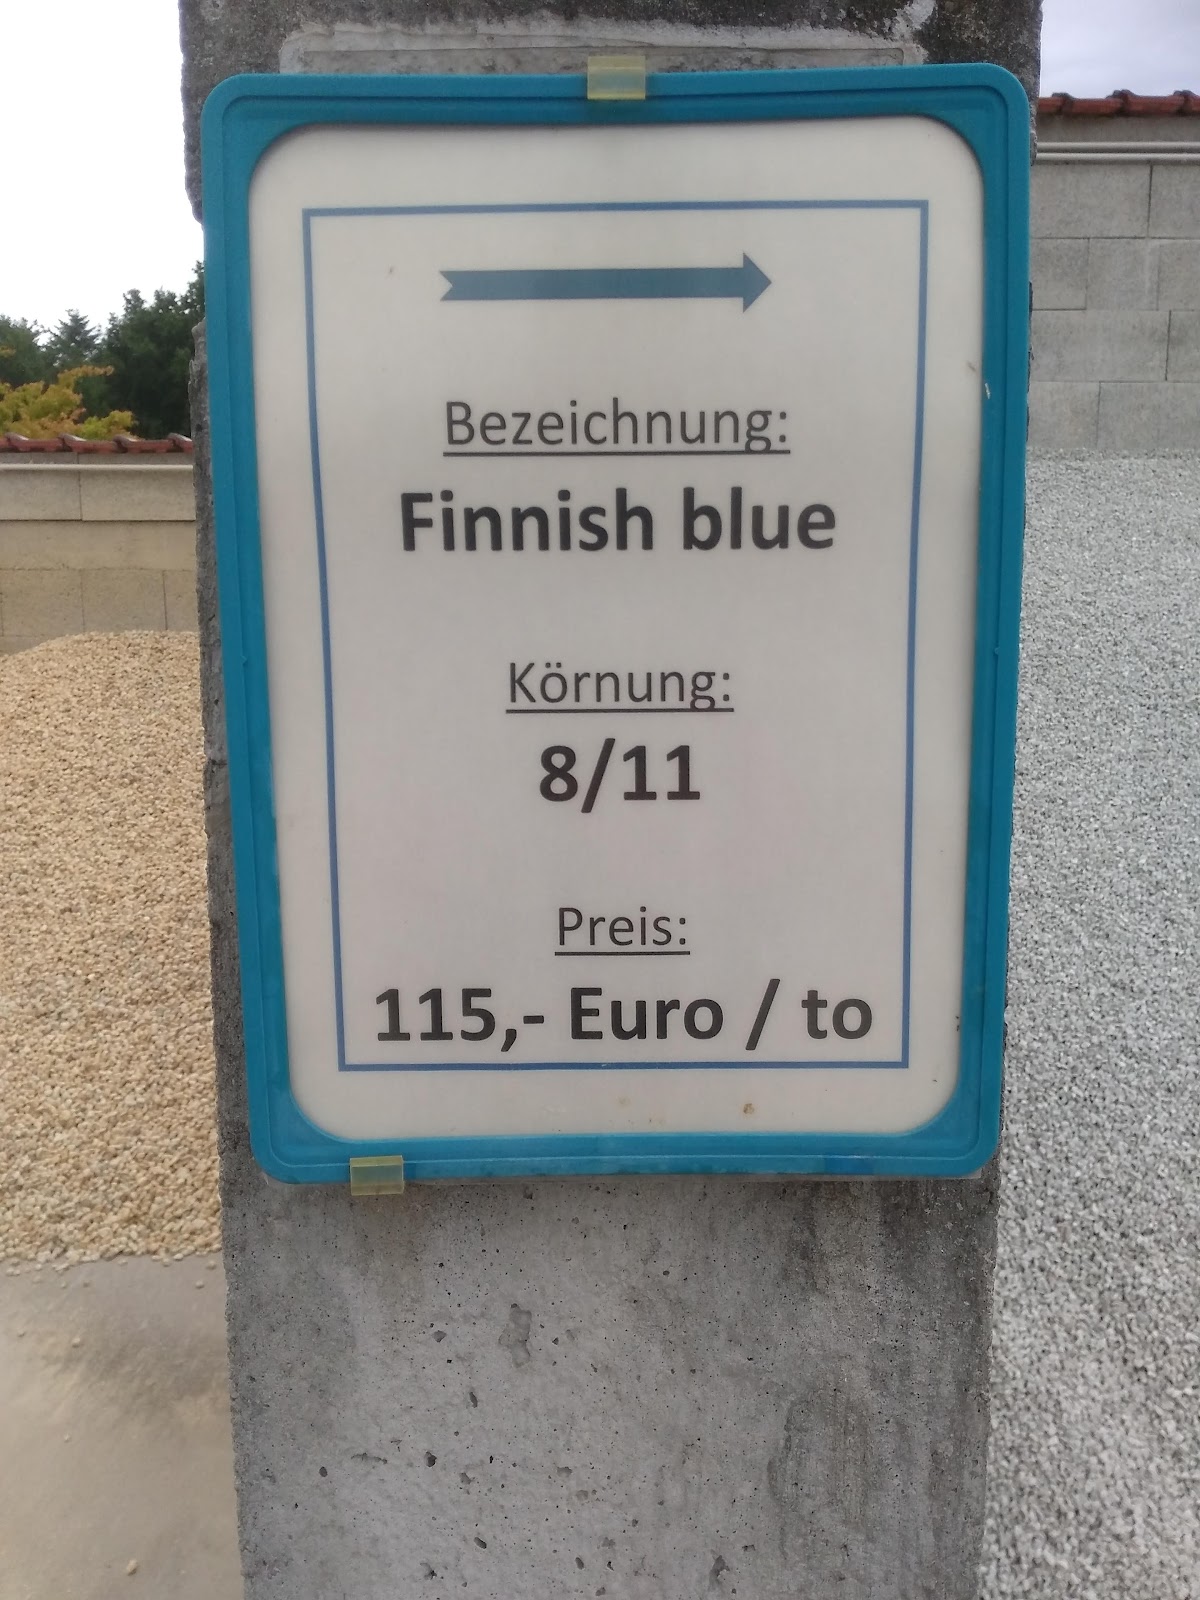 Bezeichnung:
Finnish blue
Körnung:
8/11
Preis:
115,- Euro / to